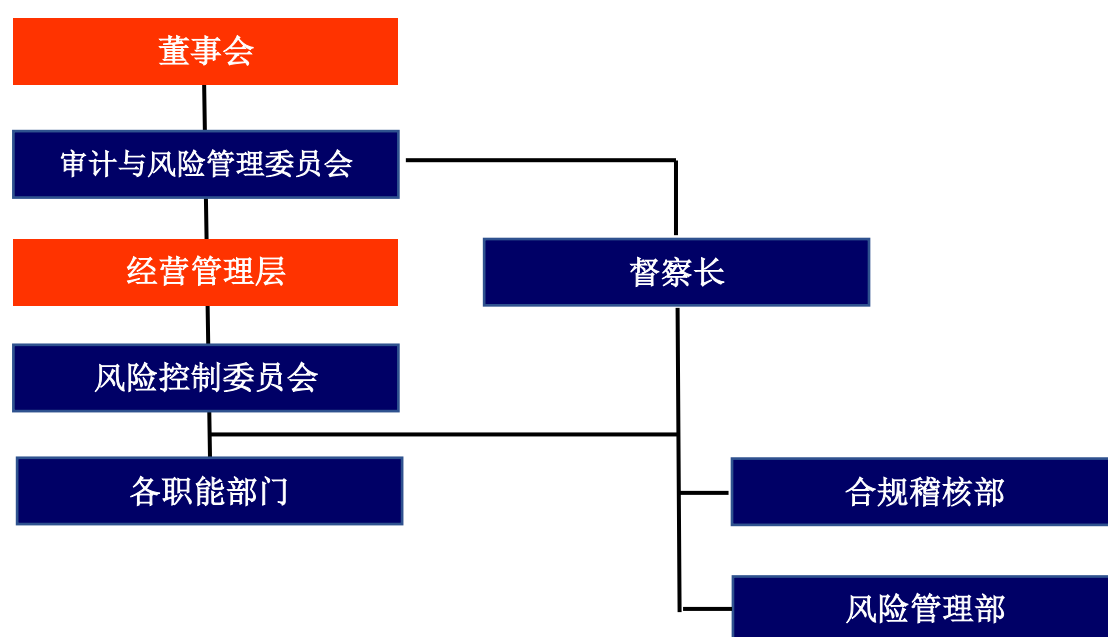 董事会
审计与风险管理委员会
经营管理层
督察长
风险控制委员会
各职能部门
合规稽核部
风险管理部